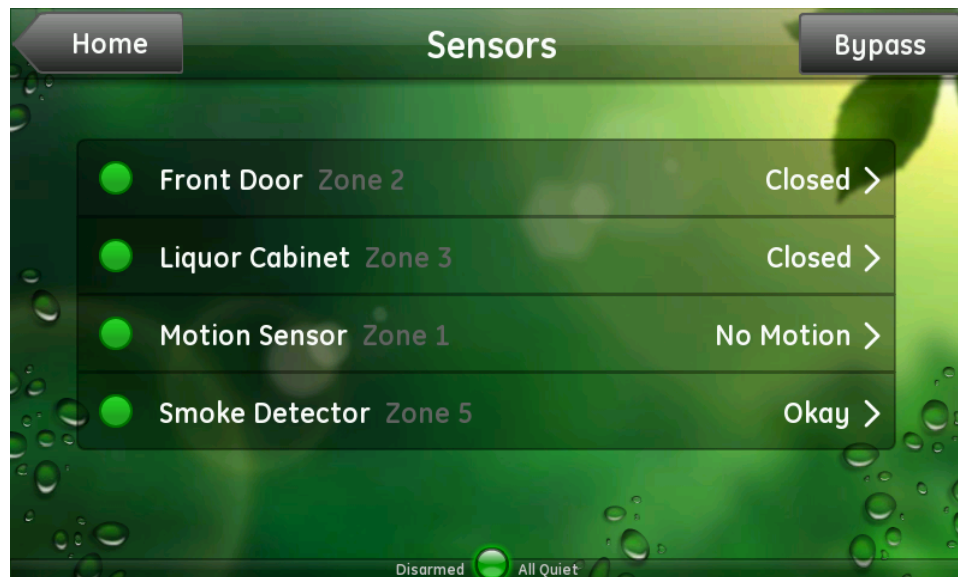 Home Sensors Bypass
Front Door Zone 2 Closed
Liquor Cabinet Zone 3 Closed
Motion Sensor Zone 1 No Motion
Smoke Detector Zone 5 Okay
Disarmed All Quiet